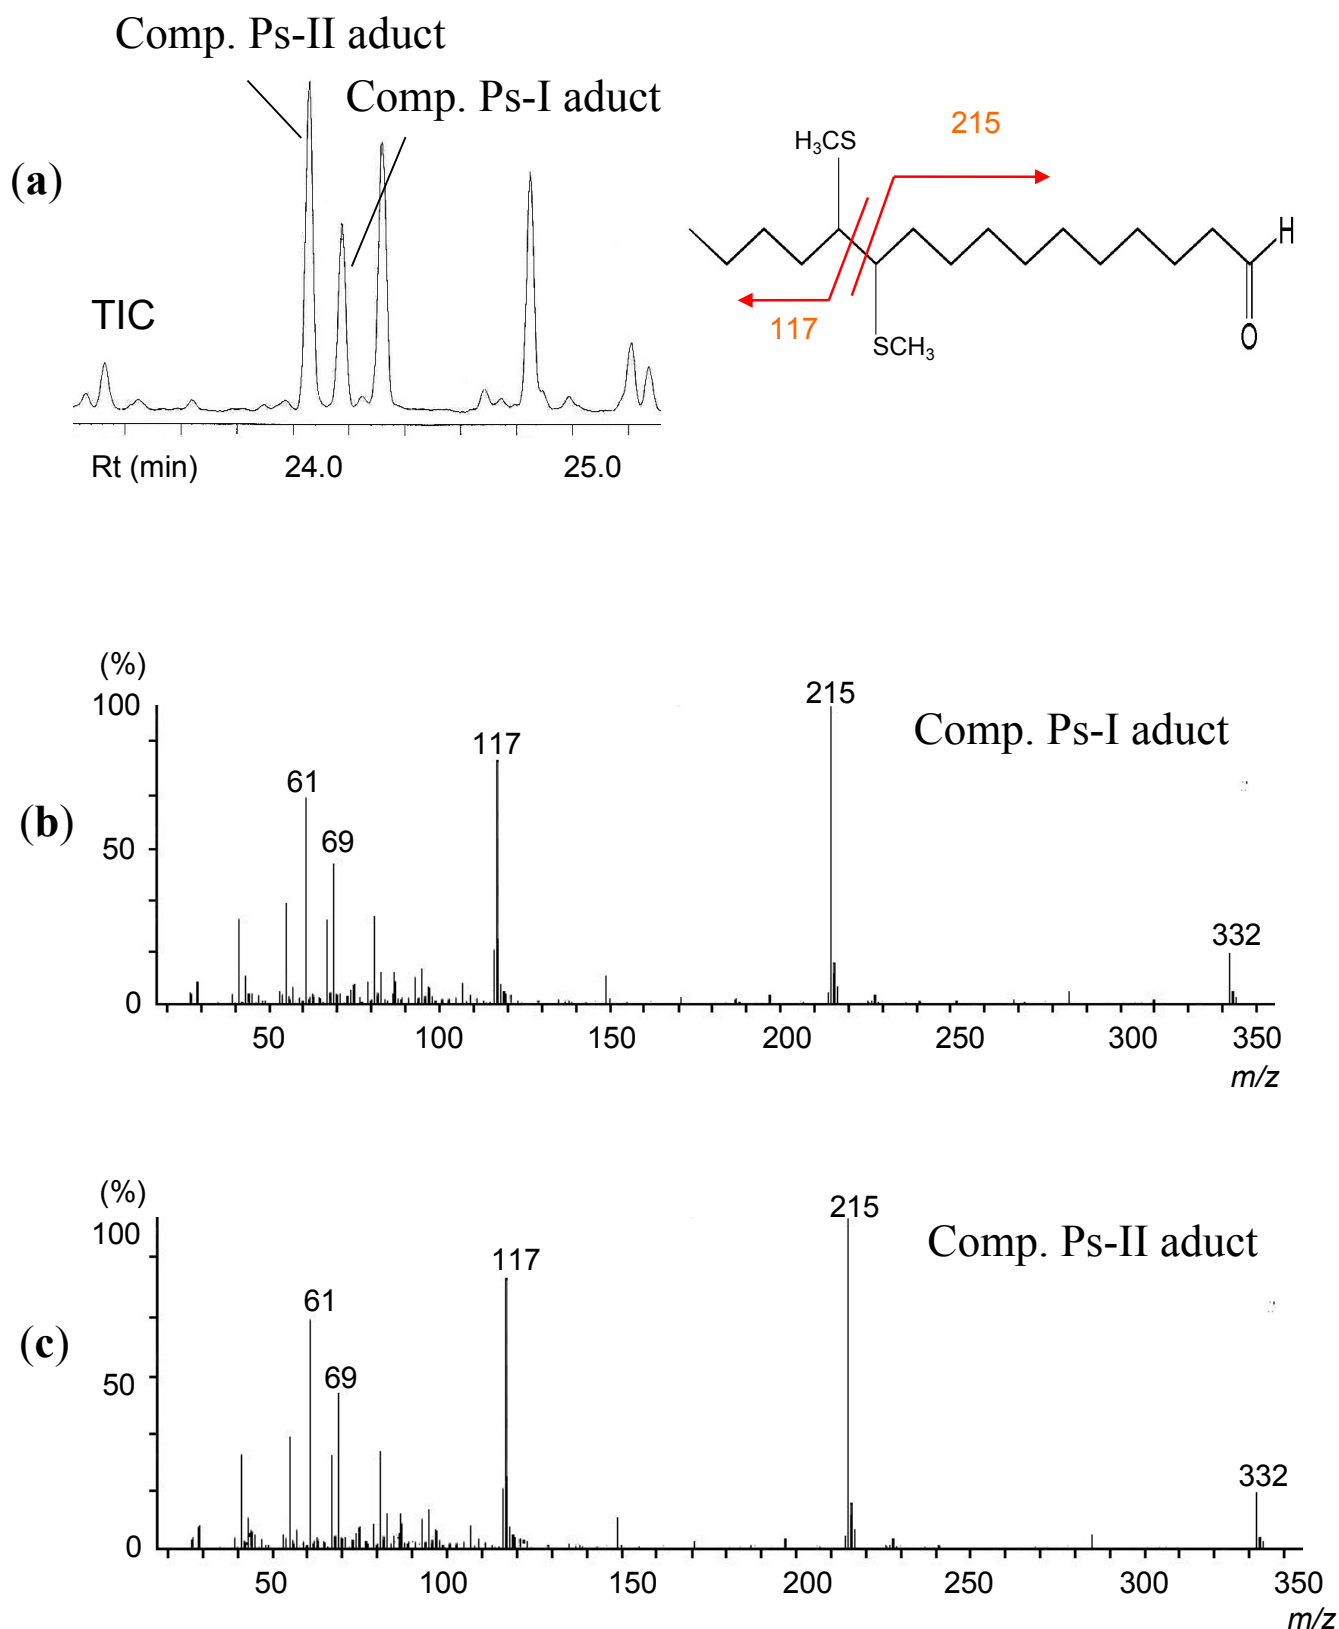 Comp. Ps-II aduct
Comp. Ps-I aduct
(a)
TIC
Rt (min) 24.0 25.0
H₃CS
215
117
SCH₃
H
O
(b)
(%)
100
50
0
61
69
117
215
332
Comp. Ps-I aduct
50 100 150 200 250 300 350
m/z
(c)
(%)
100
50
0
61
69
117
215
332
Comp. Ps-II aduct
50 100 150 200 250 300 350
m/z